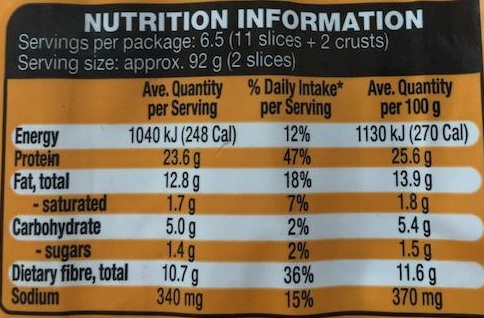 NUTRITION INFORMATION
Servings per package: 6.5 (11 slices + 2 crusts)
Serving size: approx. 92 g (2 slices)
Ave. Quantity % Daily Intake* Ave. Quantity
per Serving per Serving per 100 g
Energy 1040 kJ (248 Cal) 12% 1130 kJ (270 Cal)
Protein 23.6 g 47% 25.6 g
Fat, total 12.8 g 18% 13.9 g
- saturated 1.7 g 7% 1.8 g
Carbohydrate 5.0 g 2% 5.4 g
- sugars 1.4 g 2% 1.5 g
Dietary fibre, total 10.7 g 36% 11.6 g
Sodium 340 mg 15% 370 mg